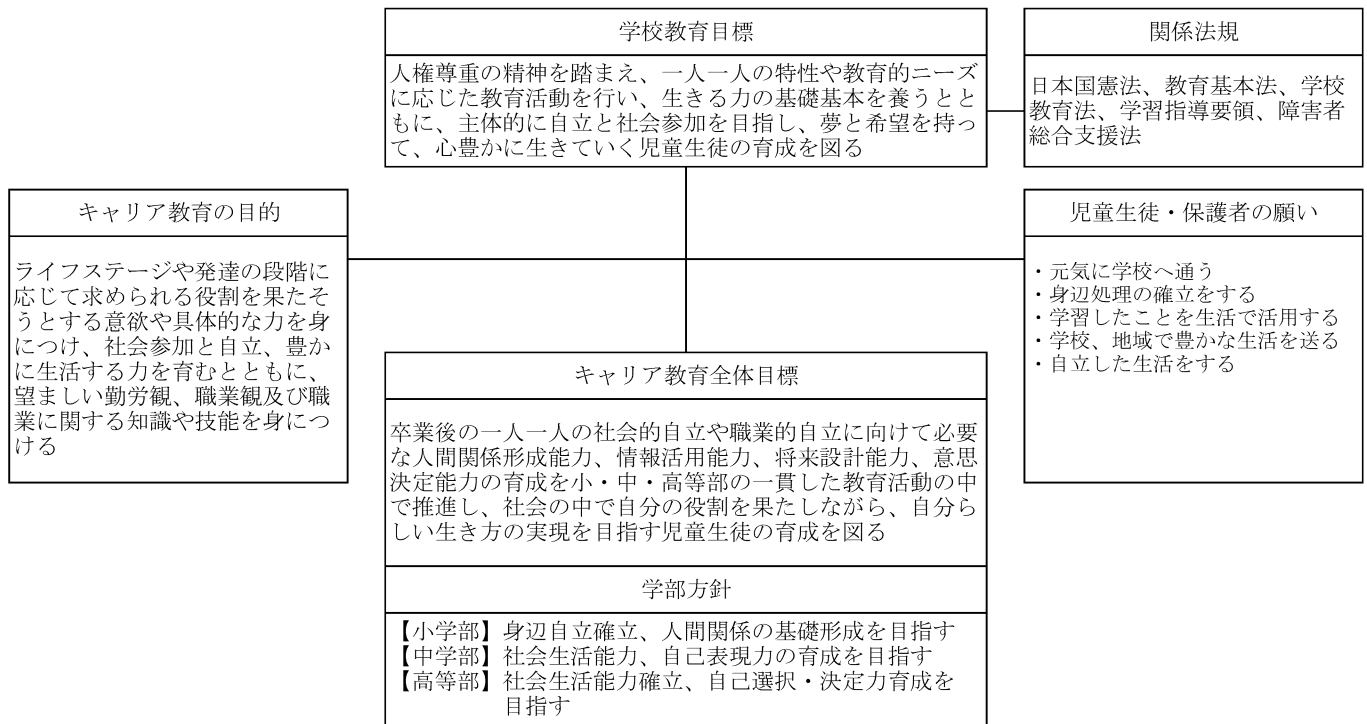 学校教育目標
人権尊重の精神を踏まえ、一人一人の特性や教育的ニーズ
に応じた教育活動を行い、生きる力の基礎基本を養うとと
もに、主体的に自立と社会参加を目指し、夢と希望を持っ
て、心豊かに生きていく児童生徒の育成を図る
関係法規
日本国憲法、教育基本法、学校
教育法、学習指導要領、障害者
総合支援法
キャリア教育の目的
ライフステージや発達の段階に
応じて求められる役割を果たそ
うとする意欲や具体的な力を身
につけ、社会参加と自立、豊か
に生活する力を育むとともに、
望ましい勤労観、職業観及び職
業に関する知識や技能を身につ
ける
児童生徒・保護者の願い
・元気に学校へ通う
・身辺処理の確立をする
・学習したことを生活で活用する
・学校、地域で豊かな生活を送る
・自立した生活をする
キャリア教育全体目標
卒業後の一人一人の社会的自立や職業的自立に向けて必要
な人間関係形成能力、情報活用能力、将来設計能力、意思
決定能力の育成を小・中・高等部の一貫した教育活動の中
で推進し、社会の中で自分の役割を果たしながら、自分ら
しい生き方の実現を目指す児童生徒の育成を図る
学部方針
【小学部】身辺自立確立、人間関係の基礎形成を目指す
【中学部】社会生活能力、自己表現力の育成を目指す
【高等部】社会生活能力確立、自己選択・決定力育成を
目指す